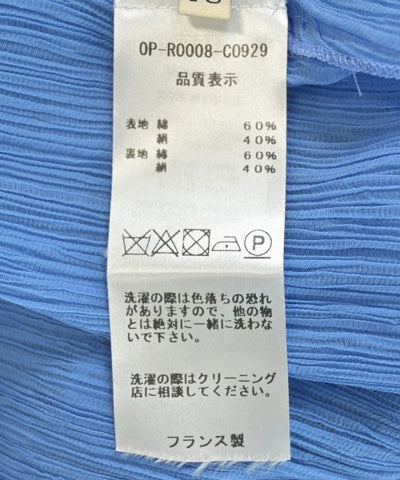 OP-R0008-C0929
品質表示
表地 綿 60%
絹 40%
裏地 綿 60%
絹 40%
P
洗濯の際は色落ちの恐れ
がありますので、他の物
とは絶対に一緒に洗わな
いで下さい。
洗濯の際はクリーニング
店に相談してください。
フランス製